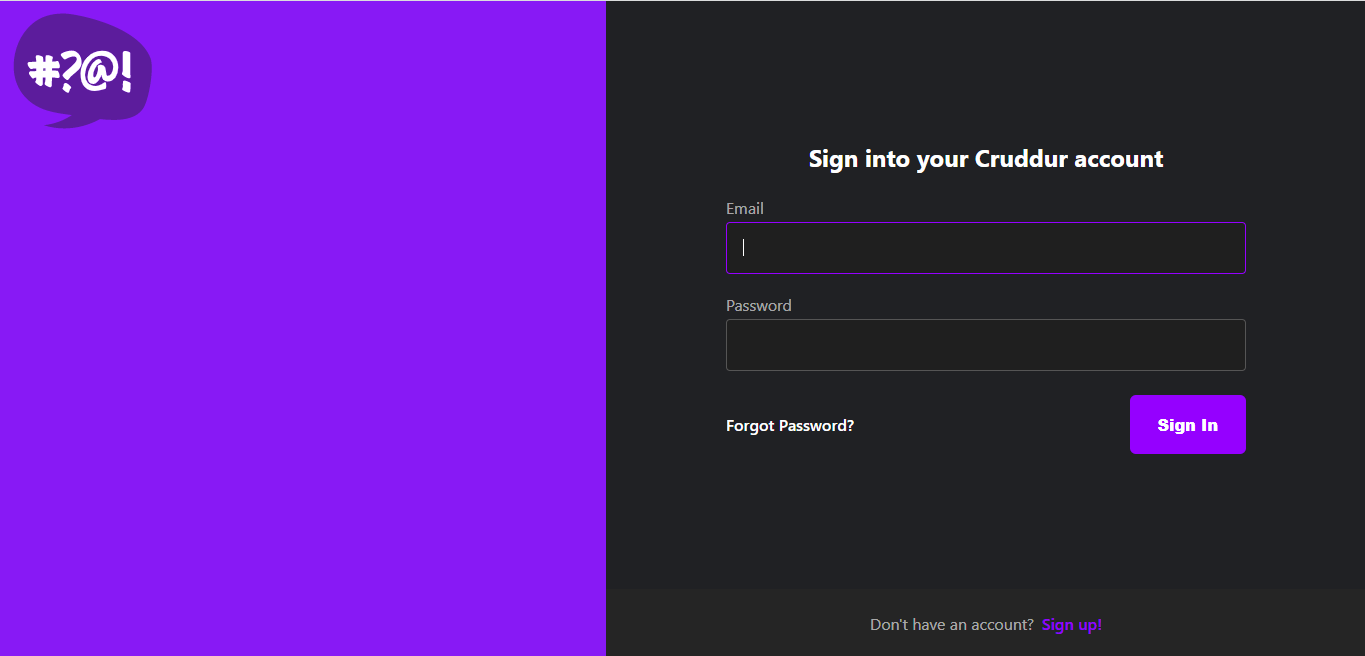 #?@!
Sign into your Cruddur account
Email
Password
Forgot Password?
Sign In
Don't have an account? Sign up!